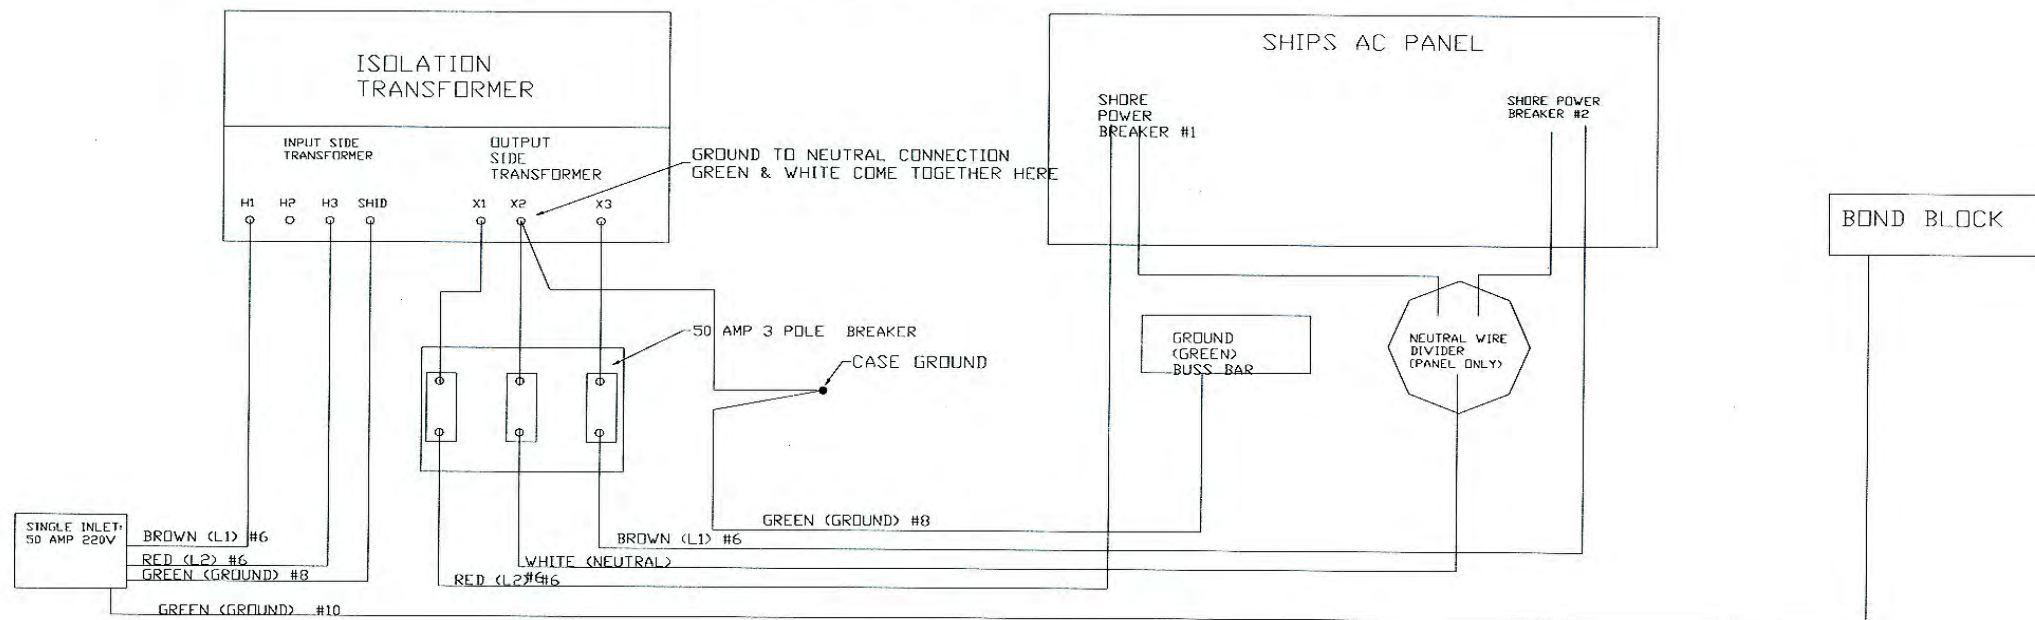 ISOLATION
TRANSFORMER
INPUT SIDE
TRANSFORMER
OUTPUT
SIDE
TRANSFORMER
H1 H2 H3 SHID X1 X2 X3
GROUND TO NEUTRAL CONNECTION
GREEN & WHITE COME TOGETHER HERE
SHIPS AC PANEL
SHORE
POWER
BREAKER #1
SHORE POWER
BREAKER #2
BOND BLOCK
50 AMP 3 POLE BREAKER
CASE GROUND
GROUND
(GREEN)
BUSS BAR
NEUTRAL WIRE
DIVIDER
(PANEL ONLY)
SINGLE INLET:
50 AMP 220V
BROWN (L1) #6
RED (L2) #6
GREEN (GROUND) #8
GREEN (GROUND) #10
GREEN (GROUND) #8
BROWN (L1) #6
WHITE (NEUTRAL)
#6
RED (L2) #6